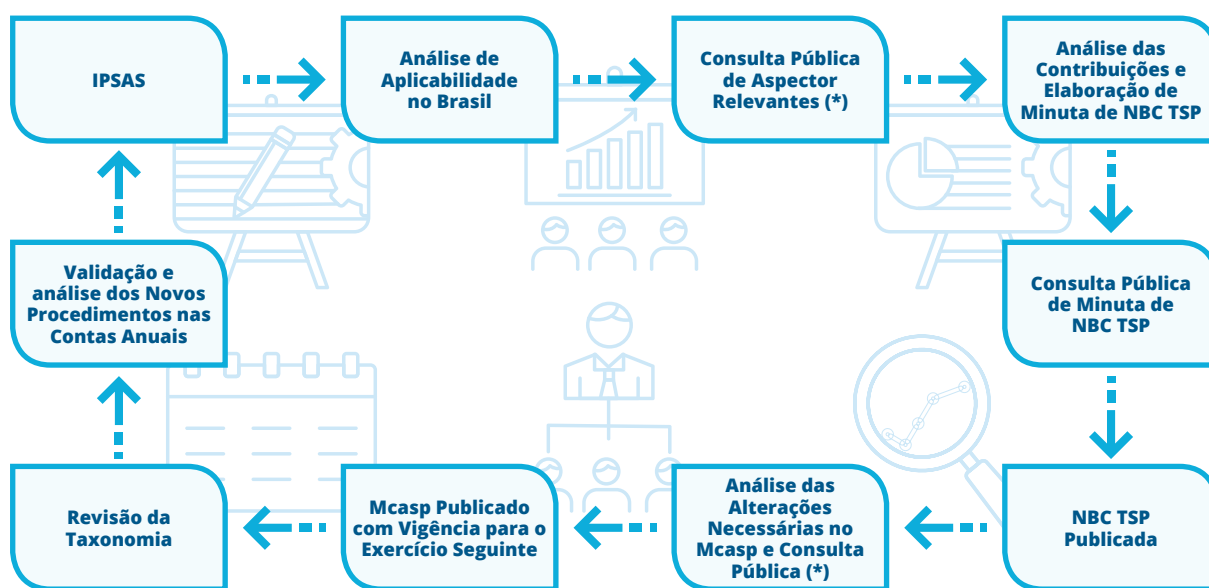 IPSAS
Análise de
Aplicabilidade
no Brasil
Consulta Pública
de Aspector
Relevantes (*)
Análise das
Contribuições e
Elaboração de
Minuta de NBC TSP
Consulta Pública
de Minuta de
NBC TSP
NBC TSP
Publicada
Análise das
Alterações
Necessárias no
Mcasp e Consulta
Pública (*)
Mcasp Publicado
com Vigência para o
Exercício Seguinte
Revisão da
Taxonomia
Validação e
análise dos Novos
Procedimentos nas
Contas Anuais